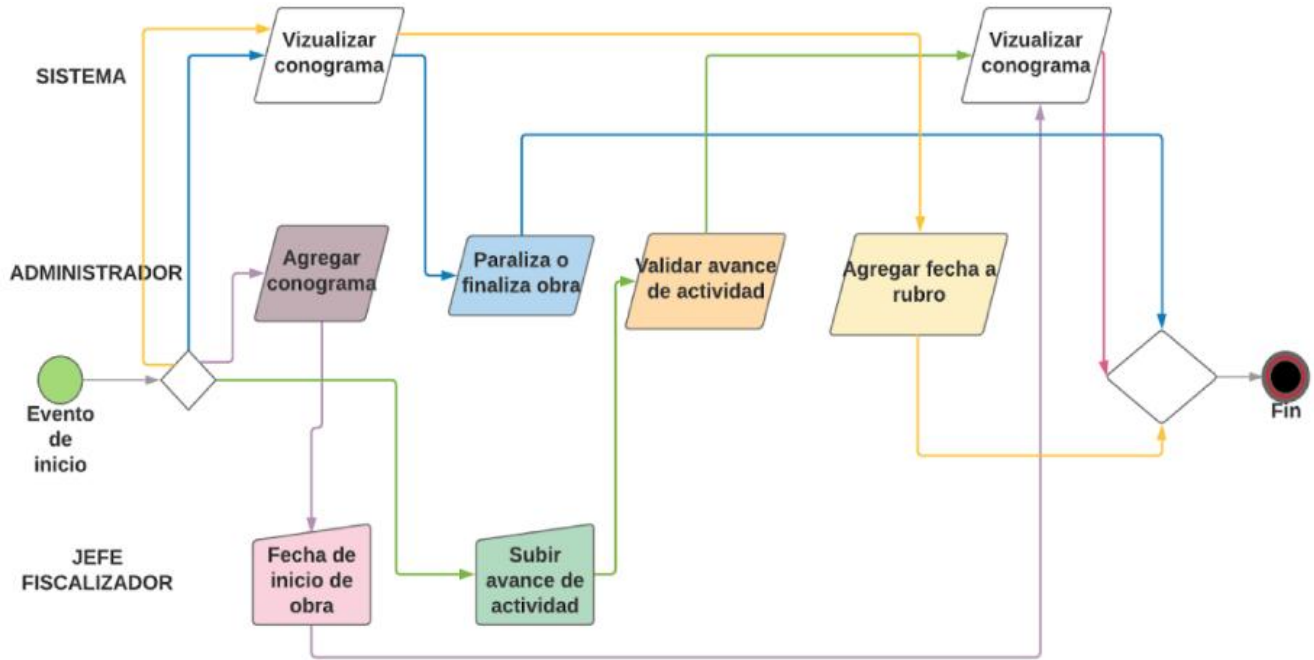 Vizualizar
conograma
Vizualizar
conograma
SISTEMA
ADMINISTRADOR
Agregar
conograma
Paraliza o
finaliza obra
Validar avance
de actividad
Agregar fecha a
rubro
Evento
de
inicio
Fin
JEFE
FISCALIZADOR
Fecha de
inicio de
obra
Subir
avance de
actividad